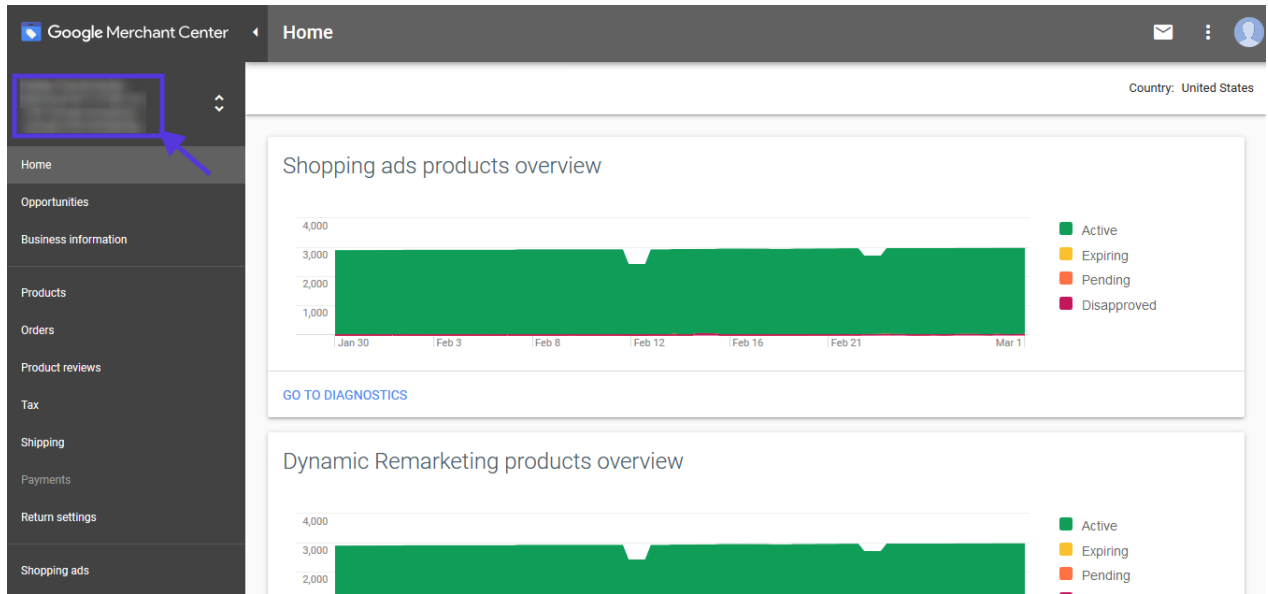 Google Merchant Center
Home
Country: United States
Home
Opportunities
Business information
Products
Orders
Product reviews
Tax
Shipping
Payments
Return settings
Shopping ads
Shopping ads products overview
4,000
3,000
2,000
1,000
Jan 30 Feb 3 Feb 8 Feb 12 Feb 16 Feb 21 Mar 1
Active
Expiring
Pending
Disapproved
GO TO DIAGNOSTICS
Dynamic Remarketing products overview
4,000
3,000
2,000
Active
Expiring
Pending